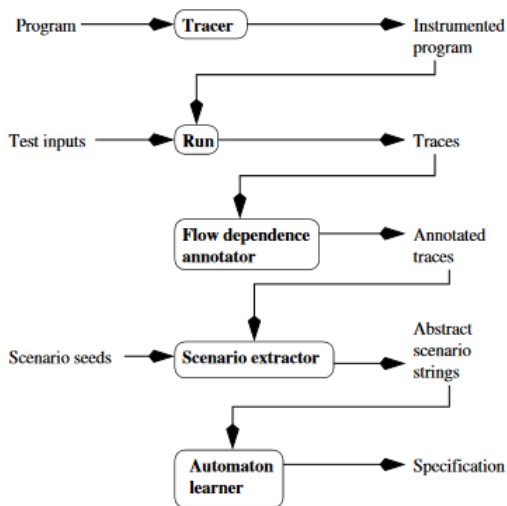 Program
Tracer
Instrumented
program
Test inputs
Run
Traces
Flow dependence
annotator
Annotated
traces
Scenario seeds
Scenario extractor
Abstract
scenario
strings
Automaton
learner
Specification